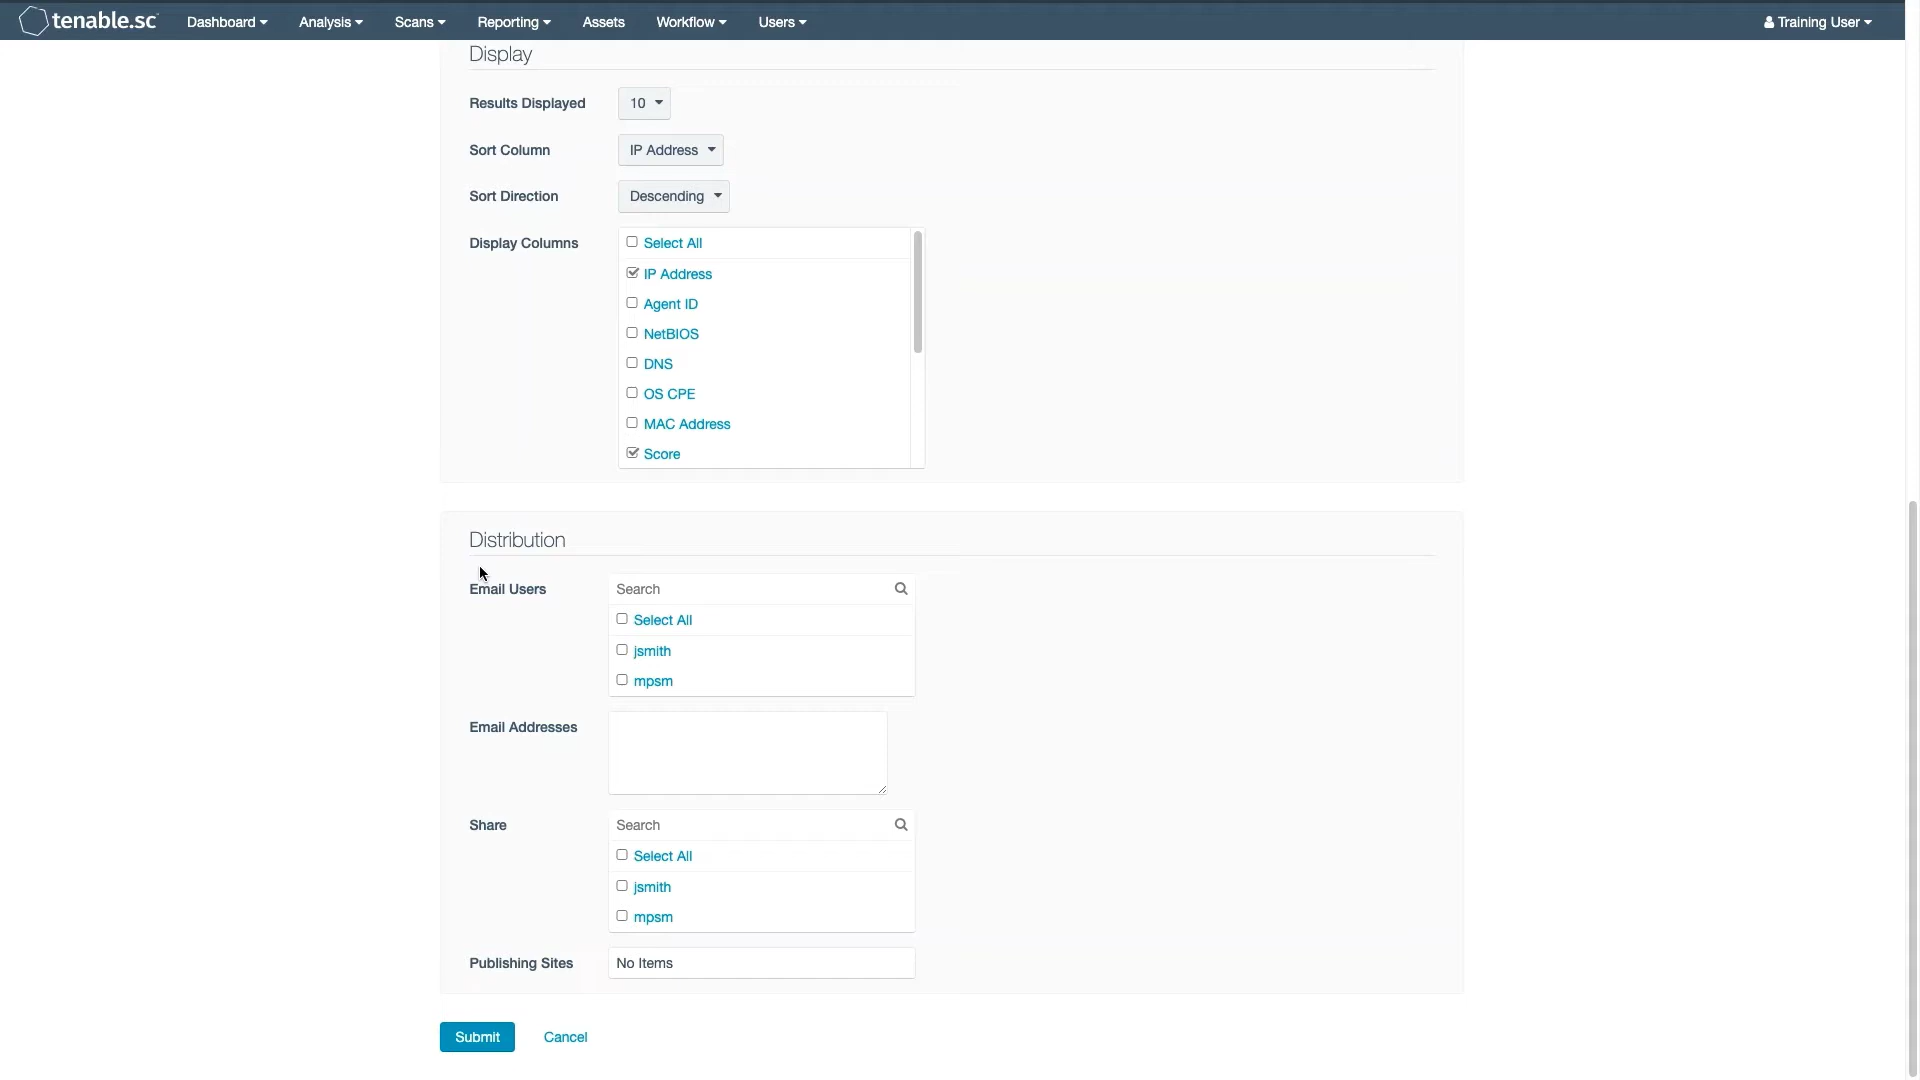 tenable.sc Dashboard Analysis Scans Reporting Assets Workflow Users Training User
Display
Results Displayed 10
Sort Column IP Address
Sort Direction Descending
Display Columns Select All
IP Address
Agent ID
NetBIOS
DNS
OS CPE
MAC Address
Score
Distribution
Email Users Search
Select All
jsmith
mpsm
Email Addresses
Share Search
Select All
jsmith
mpsm
Publishing Sites No Items
Submit Cancel